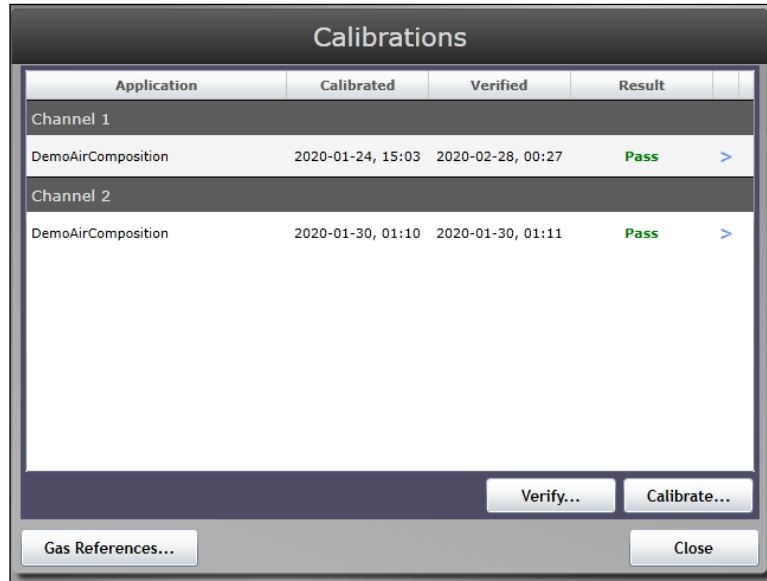 Calibrations
Application Calibrated Verified Result
Channel 1
DemoAirComposition 2020-01-24, 15:03 2020-02-28, 00:27 Pass >
Channel 2
DemoAirComposition 2020-01-30, 01:10 2020-01-30, 01:11 Pass >
Verify... Calibrate...
Gas References... Close